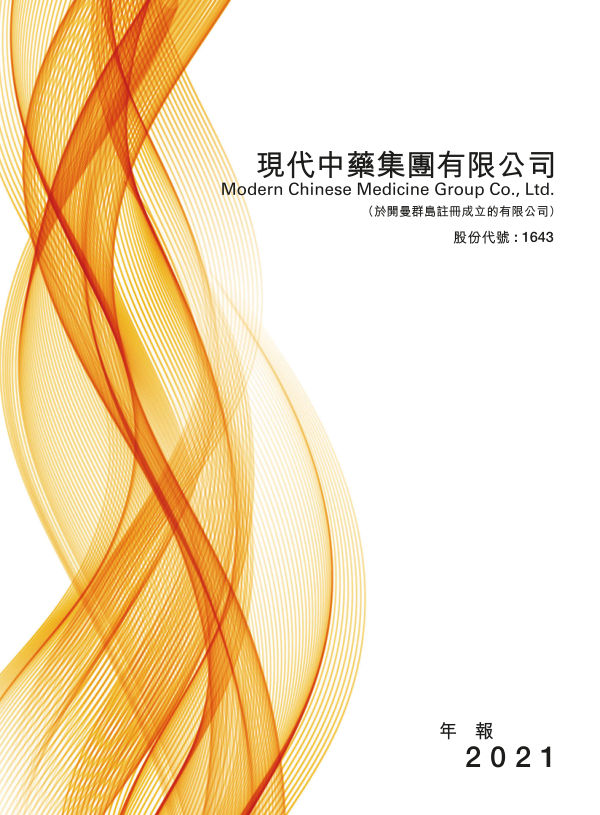 現代中藥集團有限公司
Modern Chinese Medicine Group Co., Ltd.
（於開曼群島註冊成立的有限公司）
股份代號：1643
年報
2021